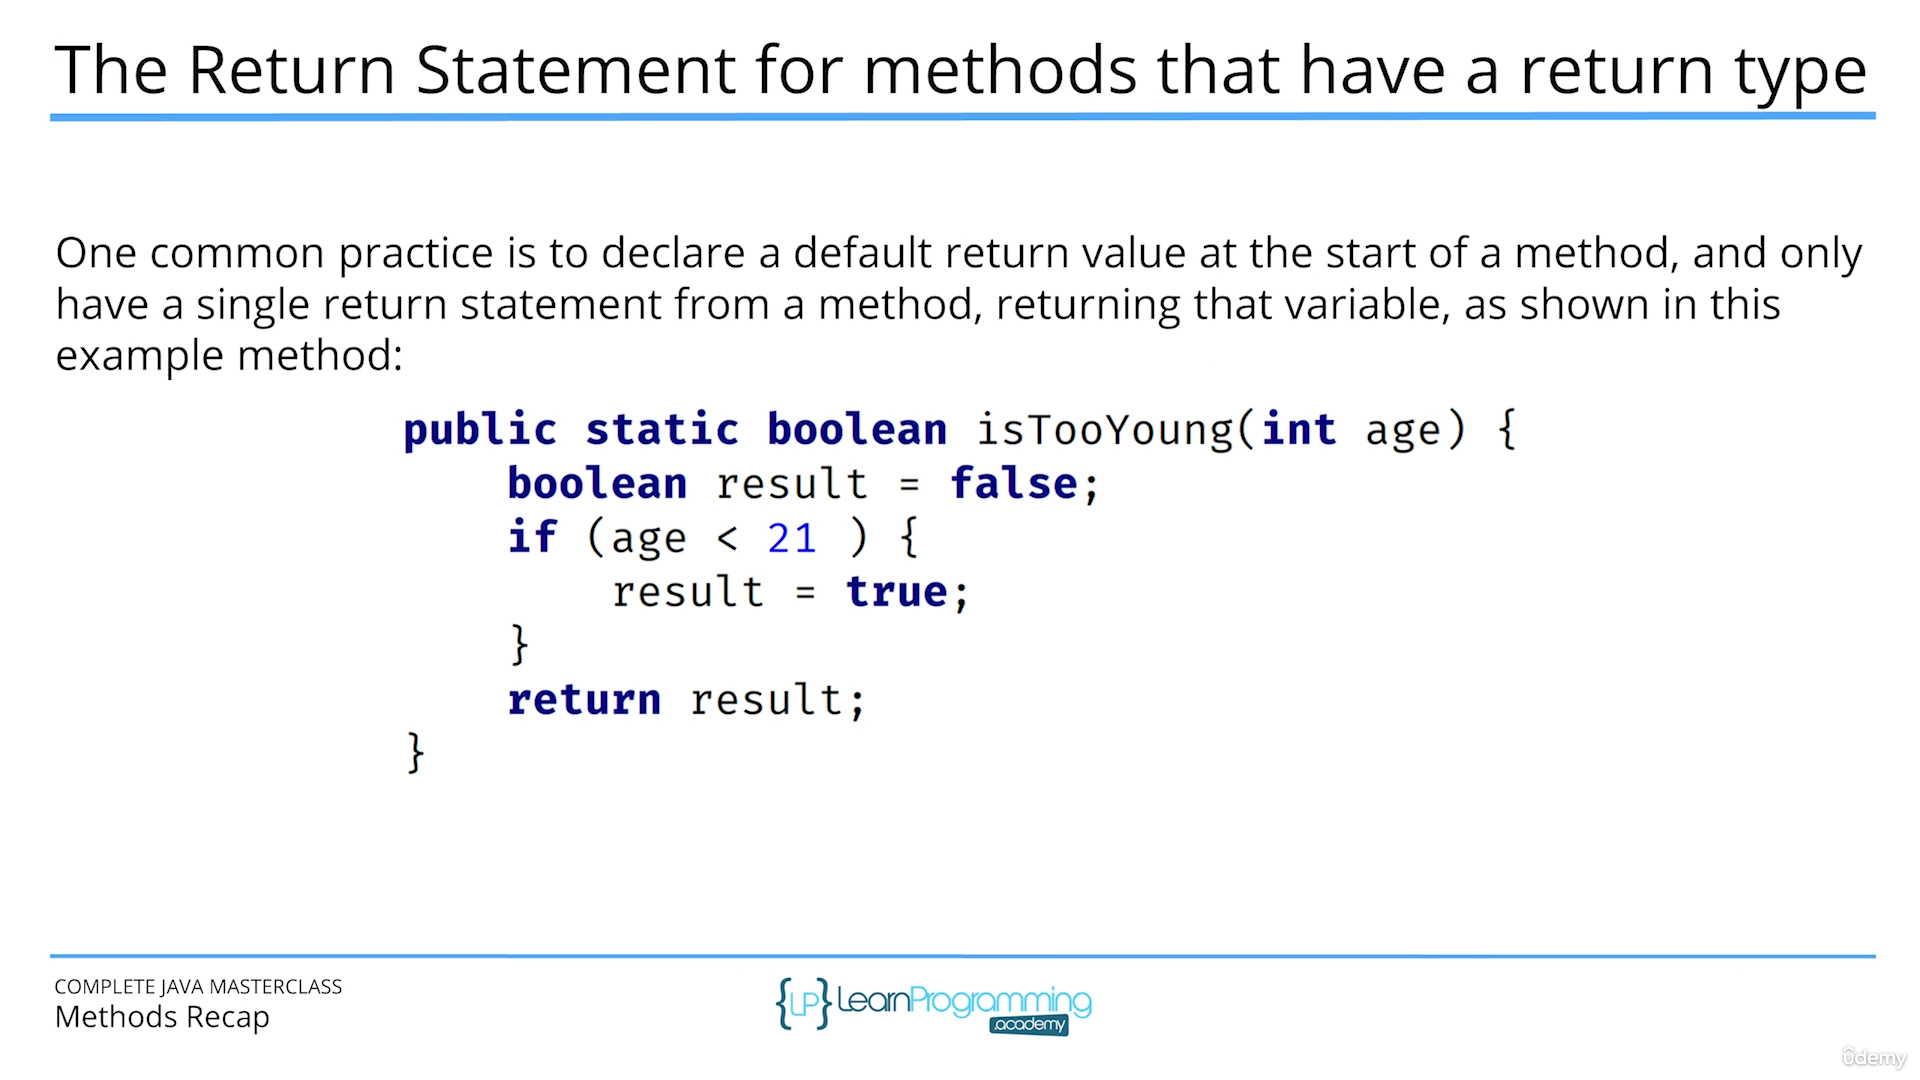 The Return Statement for methods that have a return type
One common practice is to declare a default return value at the start of a method, and only
have a single return statement from a method, returning that variable, as shown in this
example method:
public static boolean isTooYoung(int age) {
    boolean result = false;
    if (age < 21 ) {
        result = true;
    }
    return result;
}
COMPLETE JAVA MASTERCLASS
Methods Recap
{LP} LearnProgramming
.academy
ûdemy